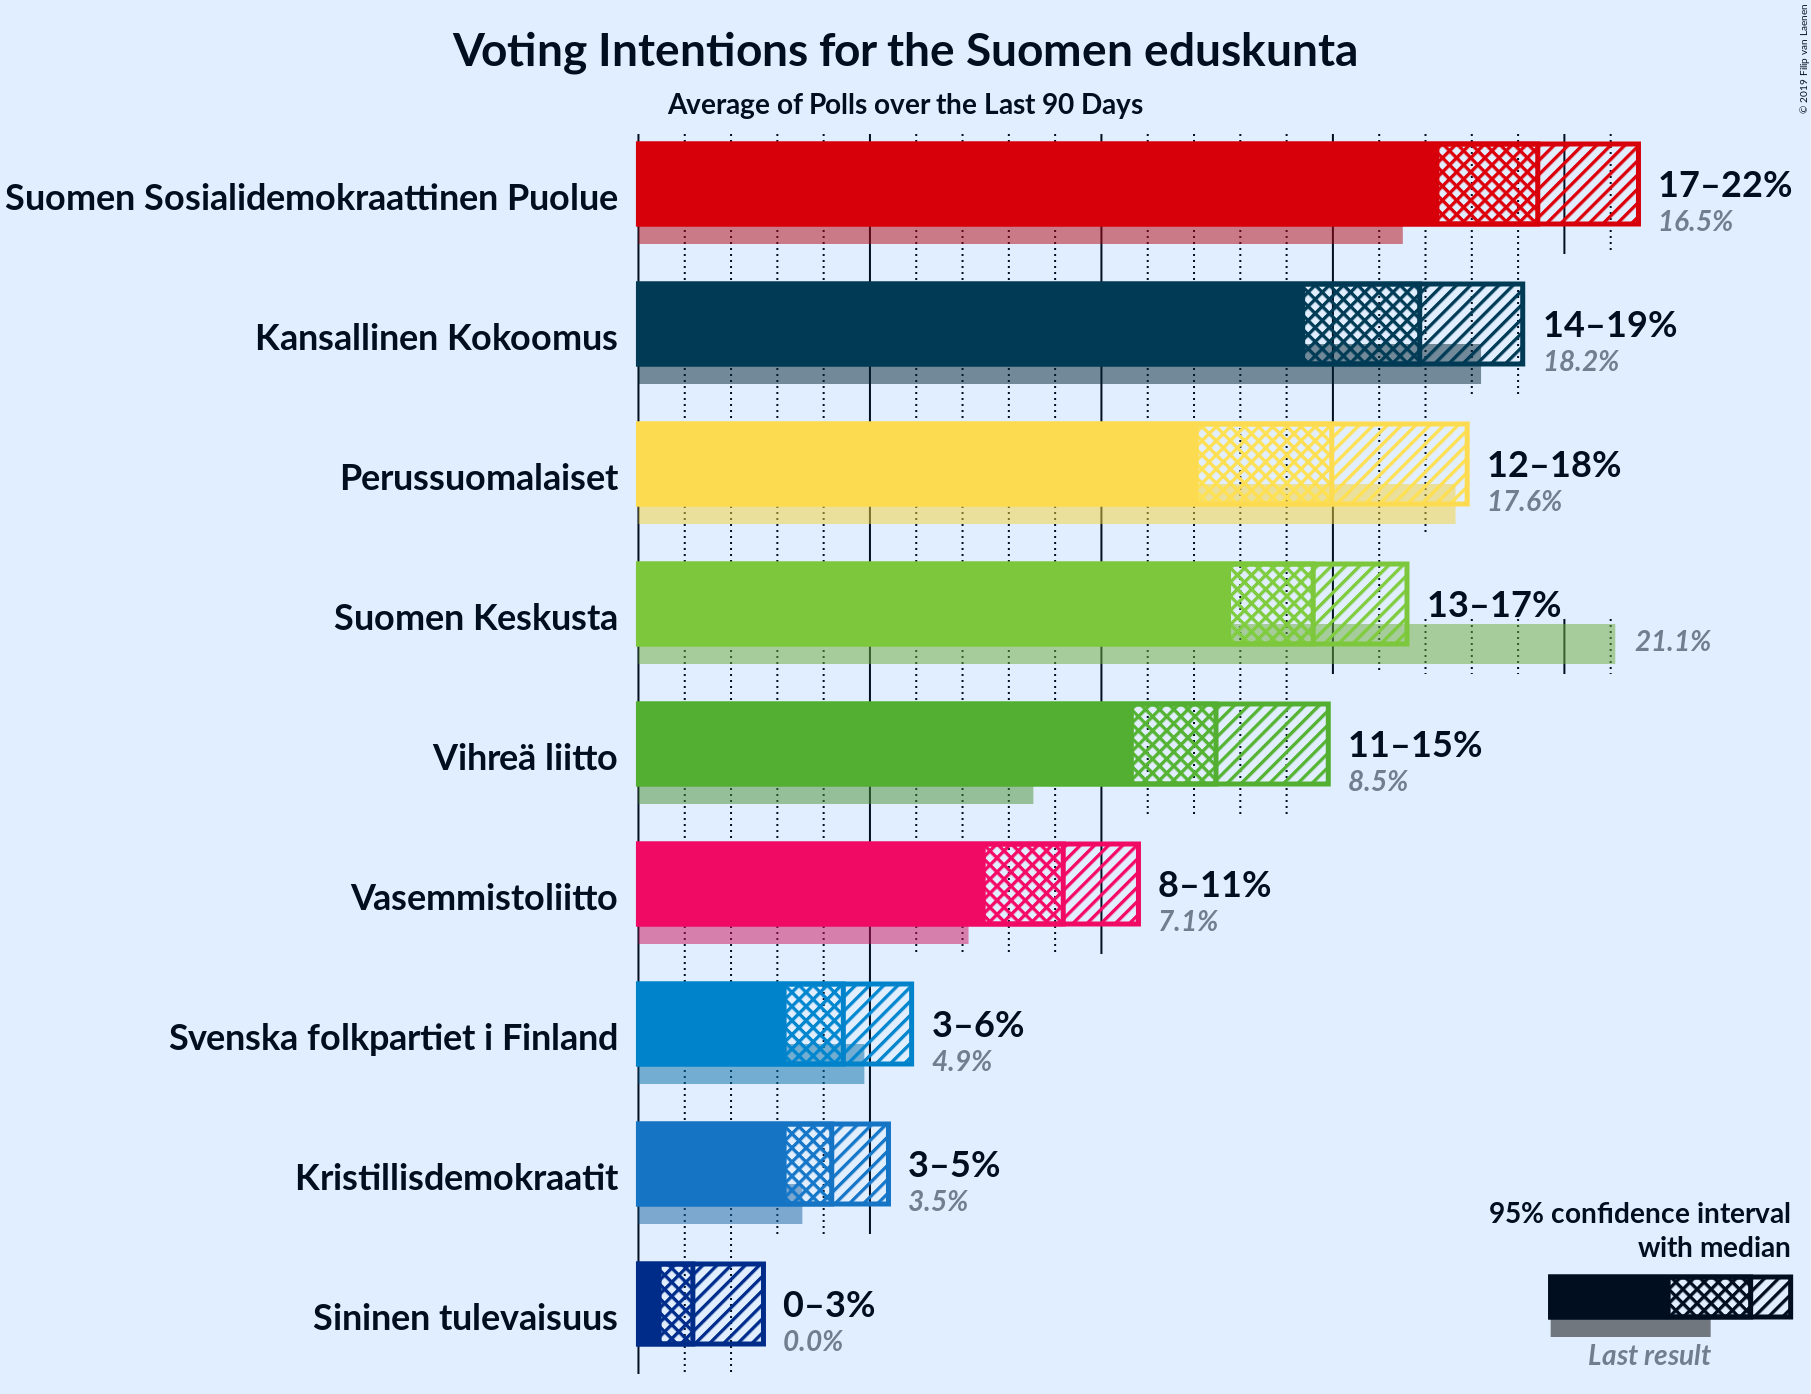 Voting Intentions for the Suomen eduskunta
Average of Polls over the Last 90 Days
© 2019 Filip van Laenen
Suomen Sosialidemokraattinen Puolue
17–22%
16.5%
Kansallinen Kokoomus
14–19%
18.2%
Perussuomalaiset
12–18%
17.6%
Suomen Keskusta
13–17%
21.1%
Vihreä liitto
11–15%
8.5%
Vasemmistoliitto
8–11%
7.1%
Svenska folkpartiet i Finland
3–6%
4.9%
Kristillisdemokraatit
3–5%
3.5%
Sininen tulevaisuus
0–3%
0.0%
95% confidence interval
with median
Last result